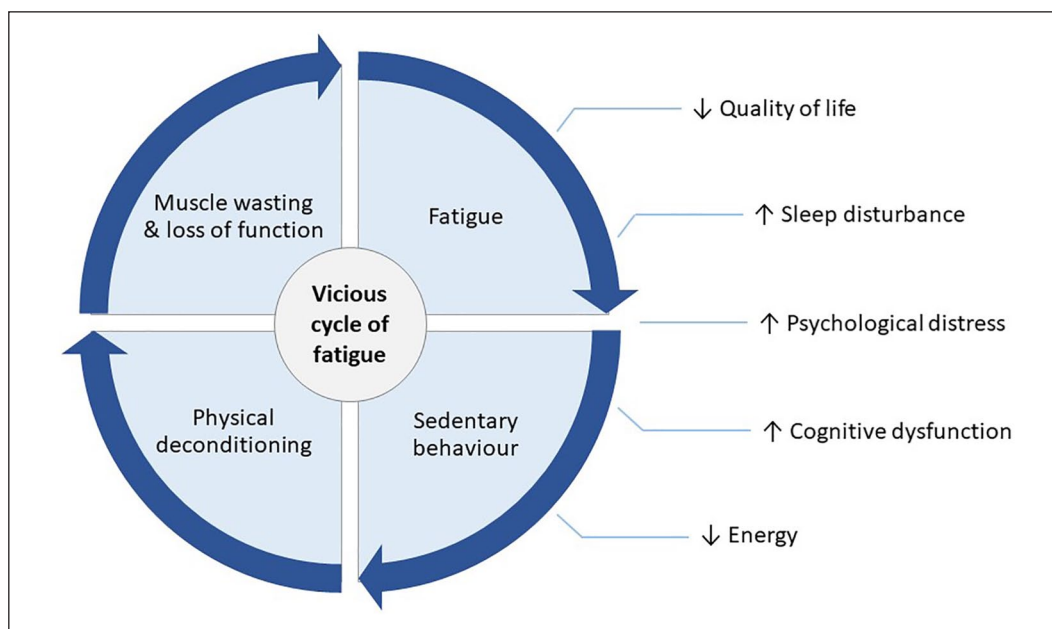 Muscle wasting
& loss of function
Fatigue
Vicious
cycle of
fatigue
Physical
deconditioning
Sedentary
behaviour
↓ Quality of life
↑ Sleep disturbance
↑ Psychological distress
↑ Cognitive dysfunction
↓ Energy